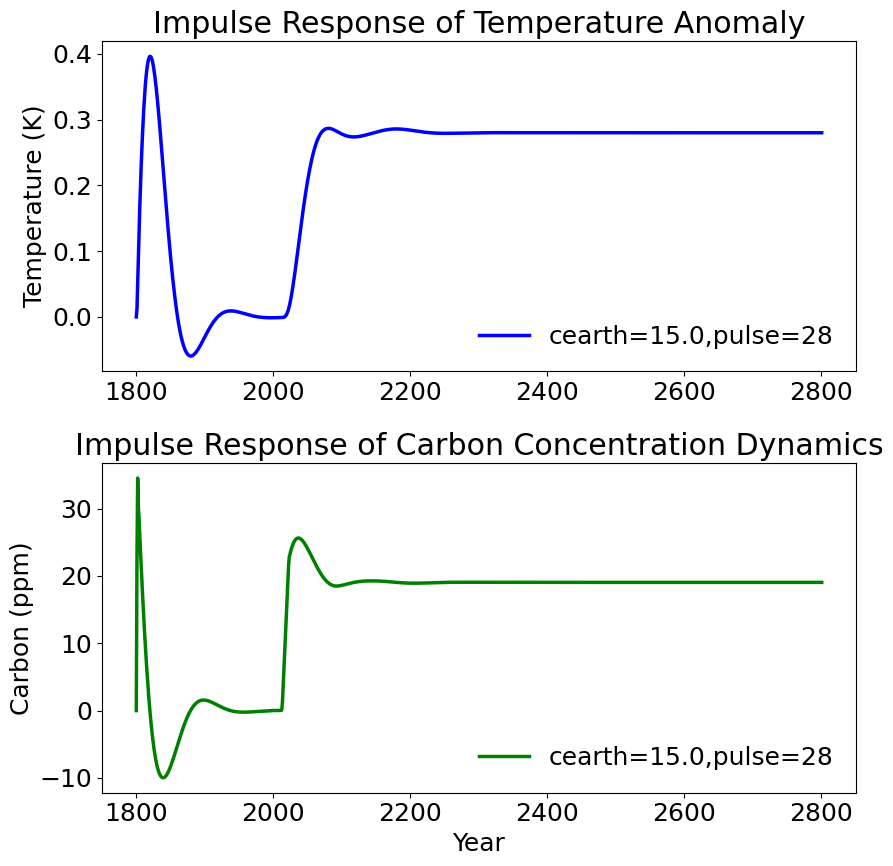 Impulse Response of Temperature Anomaly
0.4
0.3
0.2
0.1
0.0
Temperature (K)
cearth=15.0,pulse=28
1800 2000 2200 2400 2600 2800
Impulse Response of Carbon Concentration Dynamics
30
20
10
0
−10
Carbon (ppm)
cearth=15.0,pulse=28
1800 2000 2200 2400 2600 2800
Year